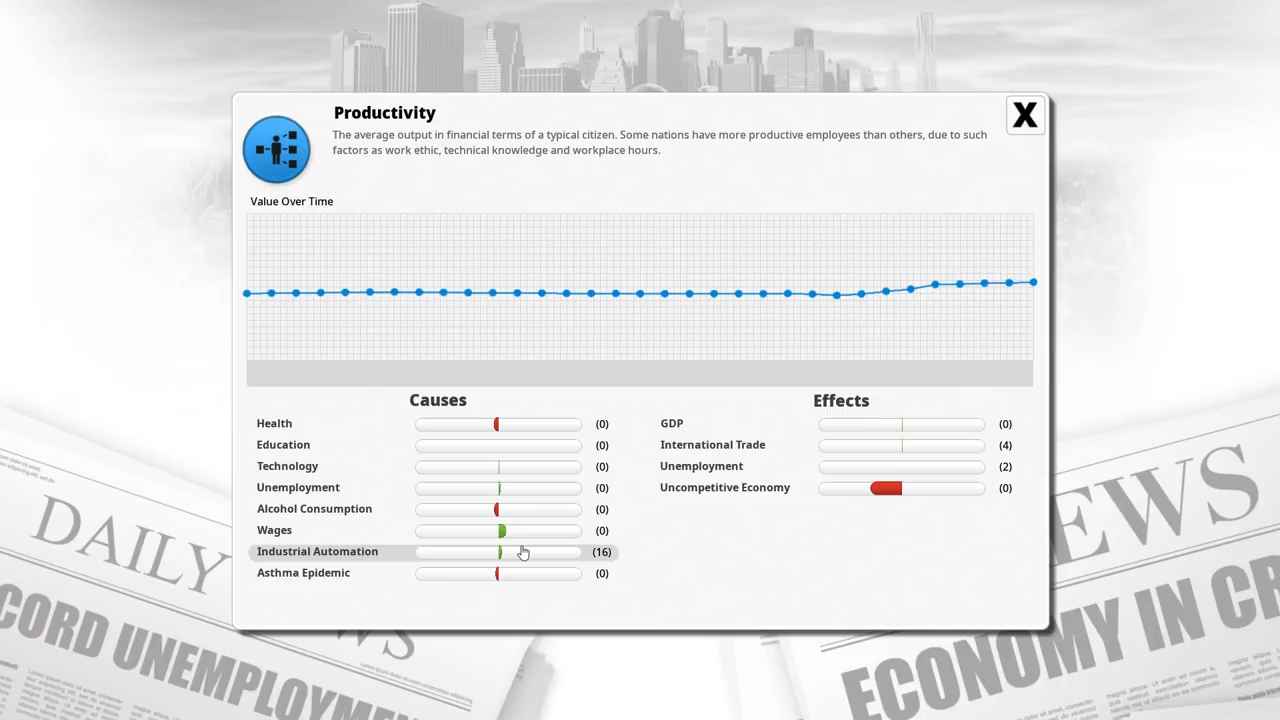 Productivity
X
The average output in financial terms of a typical citizen. Some nations have more productive employees than others, due to such
factors as work ethic, technical knowledge and workplace hours.
Value Over Time
Causes
Health (0)
Education (0)
Technology (0)
Unemployment (0)
Alcohol Consumption (0)
Wages (0)
Industrial Automation (16)
Asthma Epidemic (0)
Effects
GDP (0)
International Trade (4)
Unemployment (2)
Uncompetitive Economy (0)
DAILY
NEWS
ECONOMY IN CR